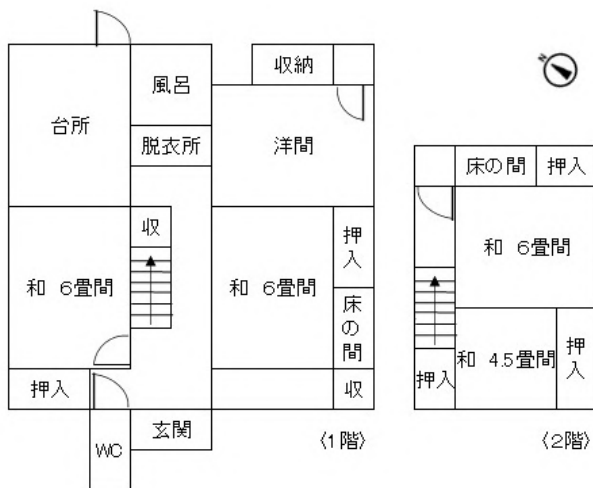 収納
風呂
台所
脱衣所
洋間
N
床の間 押入
収
押入
和 6畳間
和 6畳間
和 6畳間
床の間
和 4.5畳間
押入
押入
押入
収
玄関
WC
〈1階〉
〈2階〉